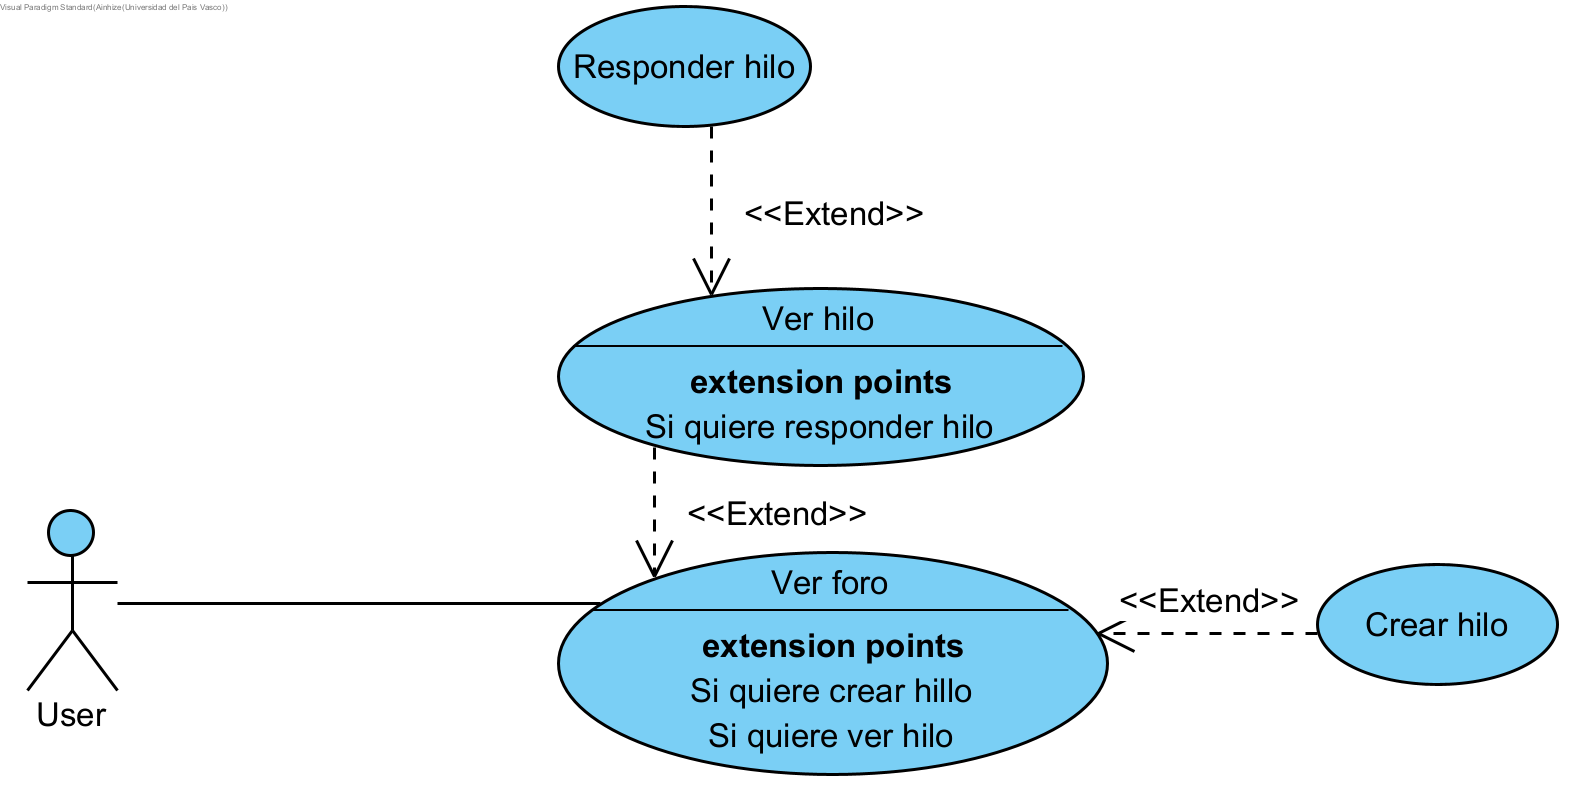 Visual Paradigm Standard(Ainhize(Universidad del Pais Vasco))
Responder hilo
<<Extend>>
Ver hilo
extension points
Si quiere responder hilo
<<Extend>>
Ver foro
extension points
Si quiere crear hillo
Si quiere ver hilo
<<Extend>>
Crear hilo
User